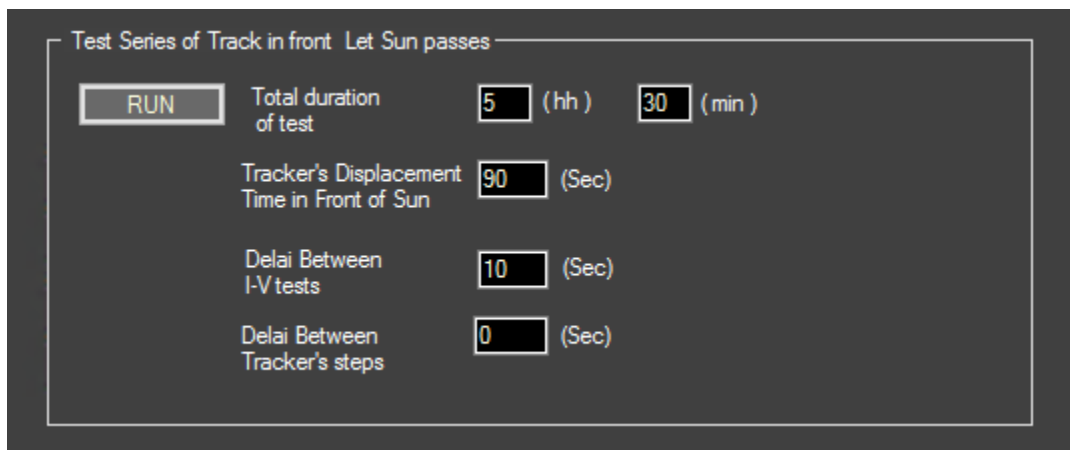 Test Series of Track in front Let Sun passes
RUN
Total duration
of test
5 (hh) 30 (min)
Tracker's Displacement
Time in Front of Sun
90 (Sec)
Delai Between
I-V tests
10 (Sec)
Delai Between
Tracker's steps
0 (Sec)